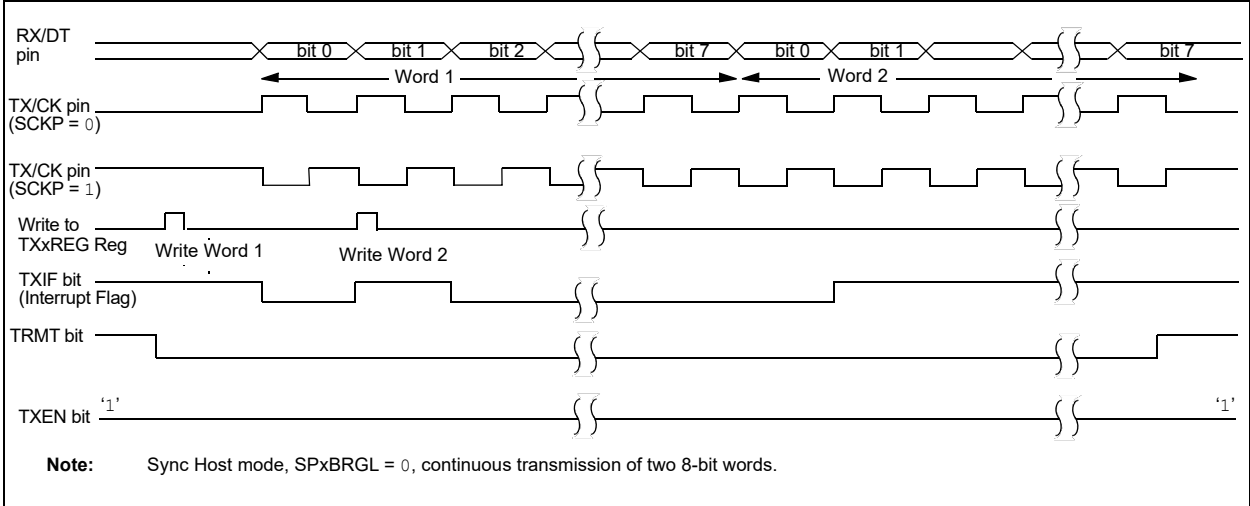 RX/DT
pin
bit 0 bit 1 bit 2 bit 7 bit 0 bit 1 bit 7
Word 1 Word 2
TX/CK pin
(SCKP = 0)
TX/CK pin
(SCKP = 1)
Write to
TXxREG Reg
Write Word 1 Write Word 2
TXIF bit
(Interrupt Flag)
TRMT bit
TXEN bit
‘1’ ‘1’
Note: Sync Host mode, SPxBRGL = 0, continuous transmission of two 8-bit words.